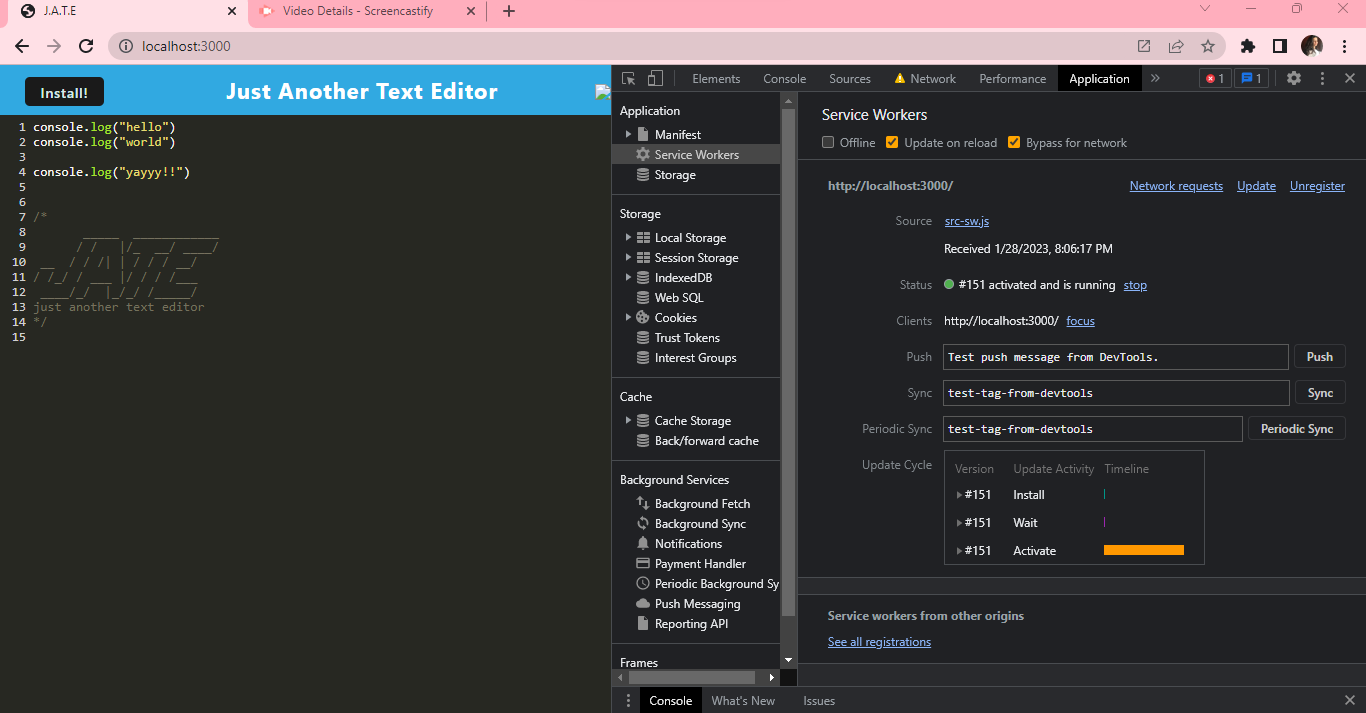 J.A.T.E
Video Details - Screencastify
localhost:3000
Install!
Just Another Text Editor
1 console.log("hello")
2 console.log("world")
3
4 console.log("yayyy!!")
5
6
7 /*
8
9
10
11
12
13 just another text editor
14 */
15
Elements Console Sources Network Performance Application » 1 1
Application
Manifest
Service Workers
Storage
Storage
Local Storage
Session Storage
IndexedDB
Web SQL
Cookies
Trust Tokens
Interest Groups
Cache
Cache Storage
Back/forward cache
Background Services
Background Fetch
Background Sync
Notifications
Payment Handler
Periodic Background Sy
Push Messaging
Reporting API
Frames
Service Workers
Offline Update on reload Bypass for network
http://localhost:3000/ Network requests Update Unregister
Source src-sw.js
Received 1/28/2023, 8:06:17 PM
Status #151 activated and is running stop
Clients http://localhost:3000/ focus
Push Test push message from DevTools. Push
Sync test-tag-from-devtools Sync
Periodic Sync test-tag-from-devtools Periodic Sync
Update Cycle Version Update Activity Timeline
#151 Install
#151 Wait
#151 Activate
Service workers from other origins
See all registrations
Console What's New Issues